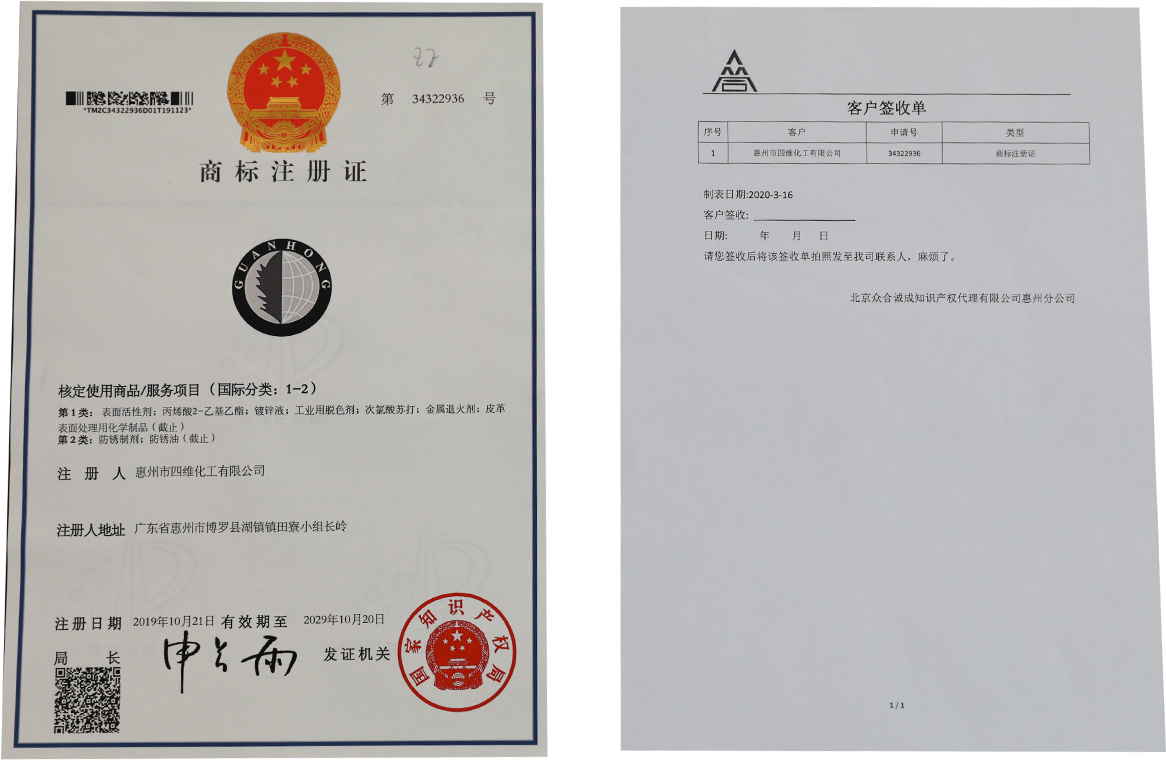 27
*TMZC34322936D01T191123*
第 34322936 号
商标注册证
GUANHONG
核定使用商品/服务项目（国际分类：1-2）
第1类：表面活性剂；丙烯酸2-乙基乙酯；镀锌液；工业用脱色剂；次氯酸苏打；金属退火剂；皮革
表面处理用化学制品（截止）
第2类：防锈制剂；防锈油（截止）
注册人 惠州市四维化工有限公司
注册人地址 广东省惠州市博罗县湖镇镇田寮小组长岭
注册日期 2019年10月21日 有效期至 2029年10月20日
局长 申长雨 发证机关
国家知识产权局
客户签收单
序号 客户 申请号 类型
1 惠州市四维化工有限公司 34322936 商标注册证
制表日期:2020-3-16
客户签收:
日期: 年 月 日
请您签收后将该签收单拍照发至我司联系人，麻烦了。
北京众合诚成知识产权代理有限公司惠州分公司
1 / 1